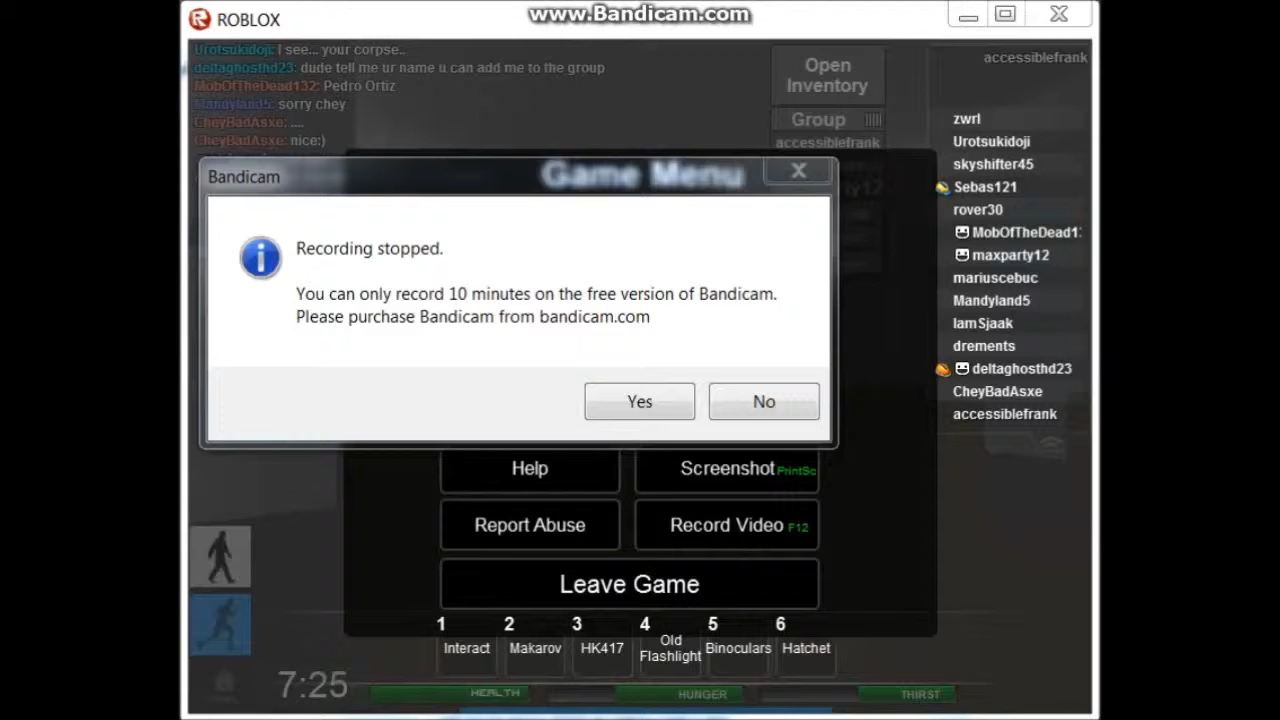 www.Bandicam.com
ROBLOX
Urotsukidoji: I see... your corpse..
deltaghosthd23: dude tell me ur name u can add me to the group
MobOfTheDead132: Pedro Ortiz
Mandyland5: sorry chey
CheyBadAsxe: ....
CheyBadAsxe: nice:)
Open
Inventory
Group
accessiblefrank
accessiblefrank
zwrl
Urotsukidoji
skyshifter45
Sebas121
rover30
MobOfTheDead13
maxparty12
mariuscebuc
Mandyland5
IamSjaak
drements
deltaghosthd23
CheyBadAsxe
accessiblefrank
Bandicam
Game Menu
X
Recording stopped.
You can only record 10 minutes on the free version of Bandicam.
Please purchase Bandicam from bandicam.com
Yes
No
Help
Screenshot PrintSc
Report Abuse
Record Video F12
Leave Game
1 2 3 4 5 6
Interact Makarov HK417 Old Flashlight Binoculars Hatchet
7:25
HEALTH HUNGER THIRST